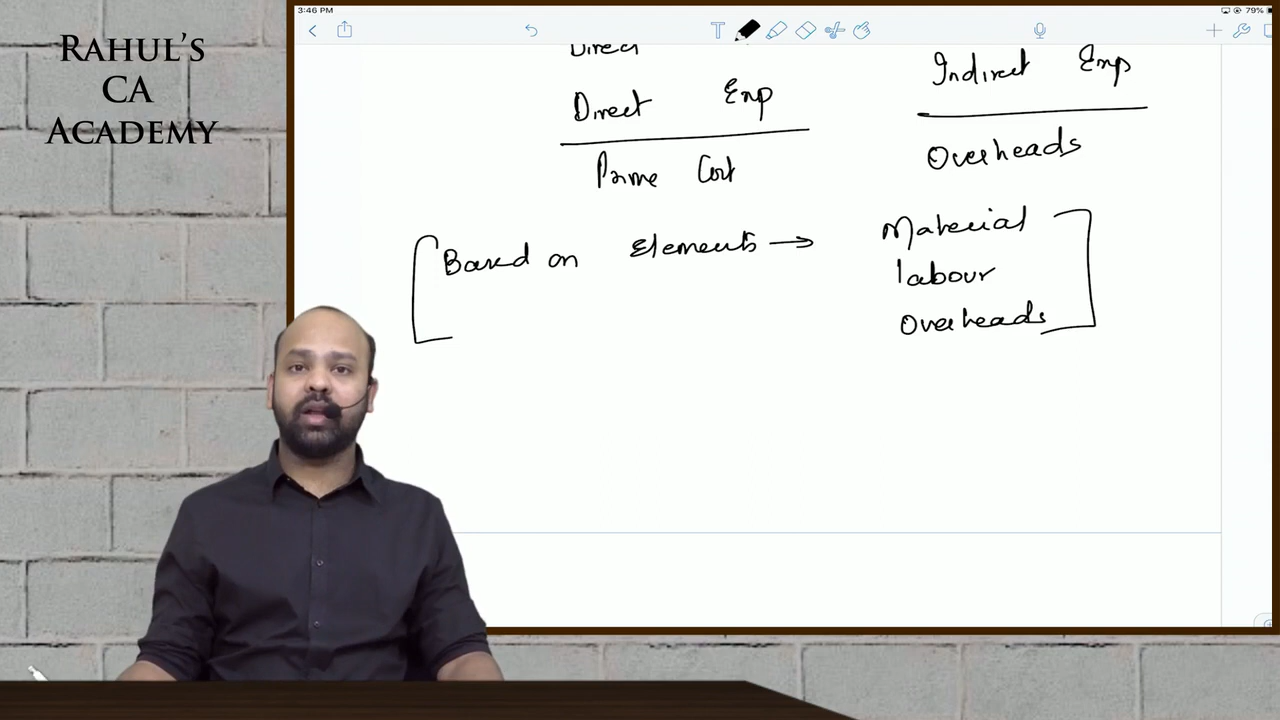 3:46 PM
79%
RAHUL'S
CA
ACADEMY
T
Direct
Direct Exp
Prime Cost
Indirect Exp
Overheads
Based on Elements →
Material
labour
Overheads